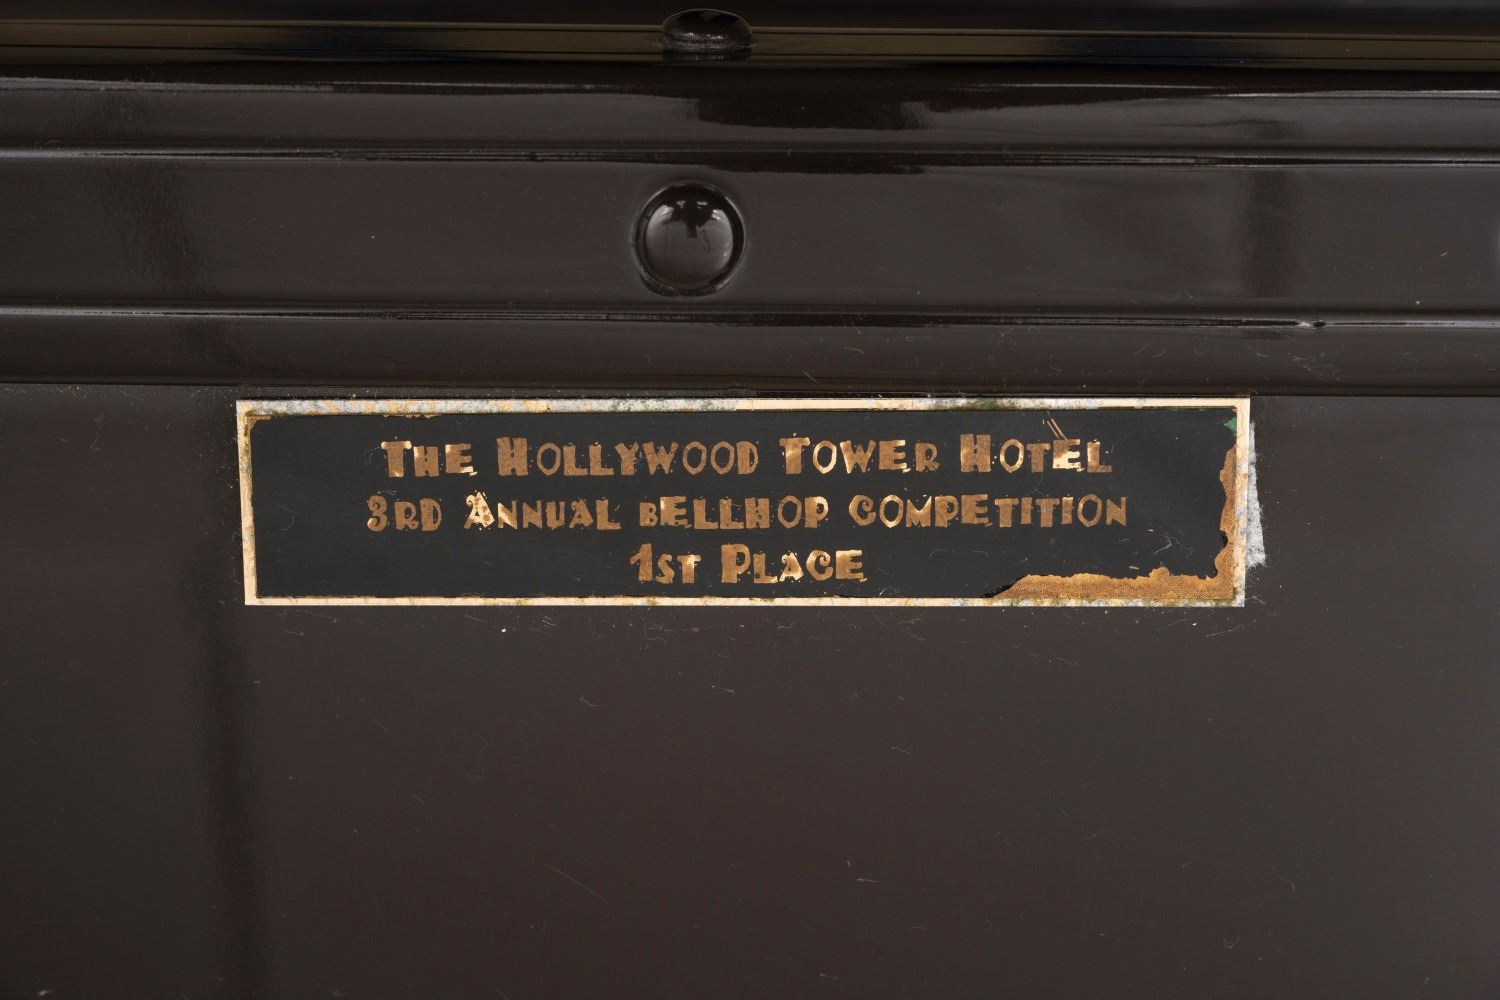 The Hollywood Tower Hotel
3rd Annual Bellhop Competition
1st Place